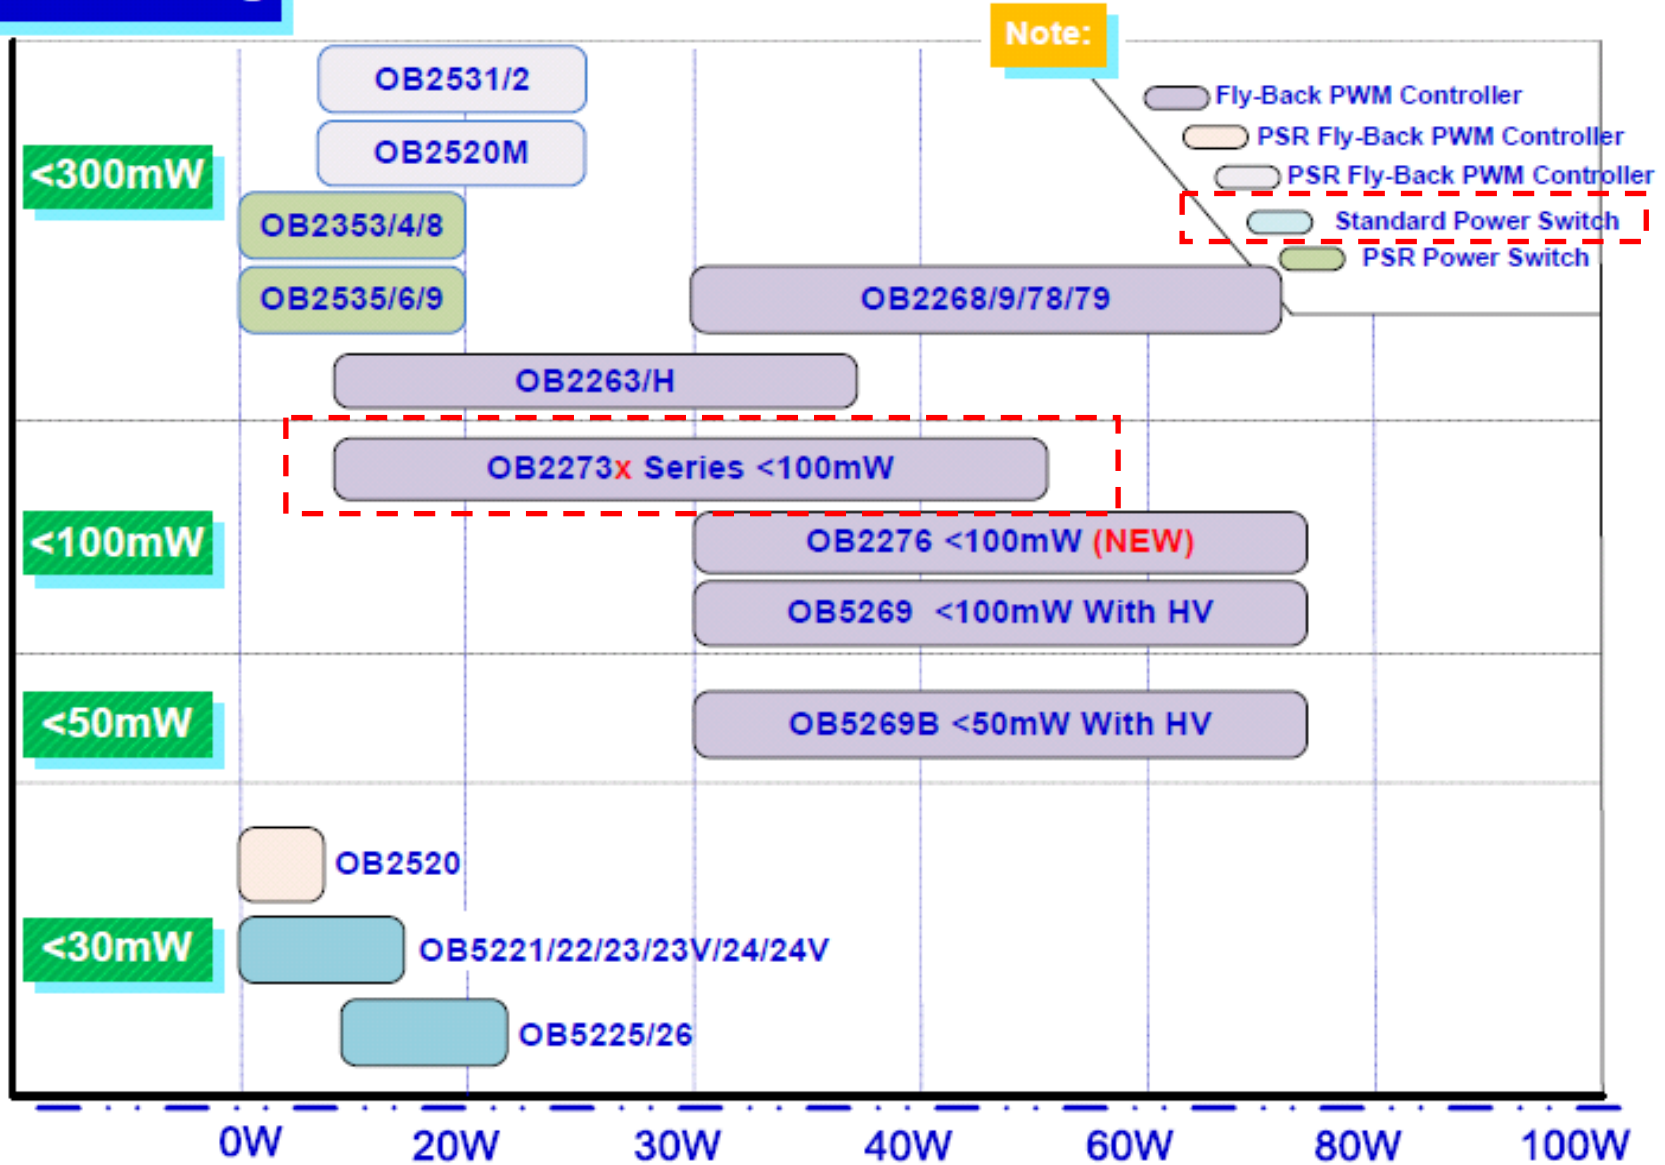 Note:
Fly-Back PWM Controller
PSR Fly-Back PWM Controller
PSR Fly-Back PWM Controller
Standard Power Switch
PSR Power Switch
<300mW
OB2531/2
OB2520M
OB2353/4/8
OB2535/6/9
OB2268/9/78/79
OB2263/H
<100mW
OB2273x Series <100mW
OB2276 <100mW (NEW)
OB5269 <100mW With HV
<50mW
OB5269B <50mW With HV
<30mW
OB2520
OB5221/22/23/23V/24/24V
OB5225/26
0W 20W 30W 40W 60W 80W 100W